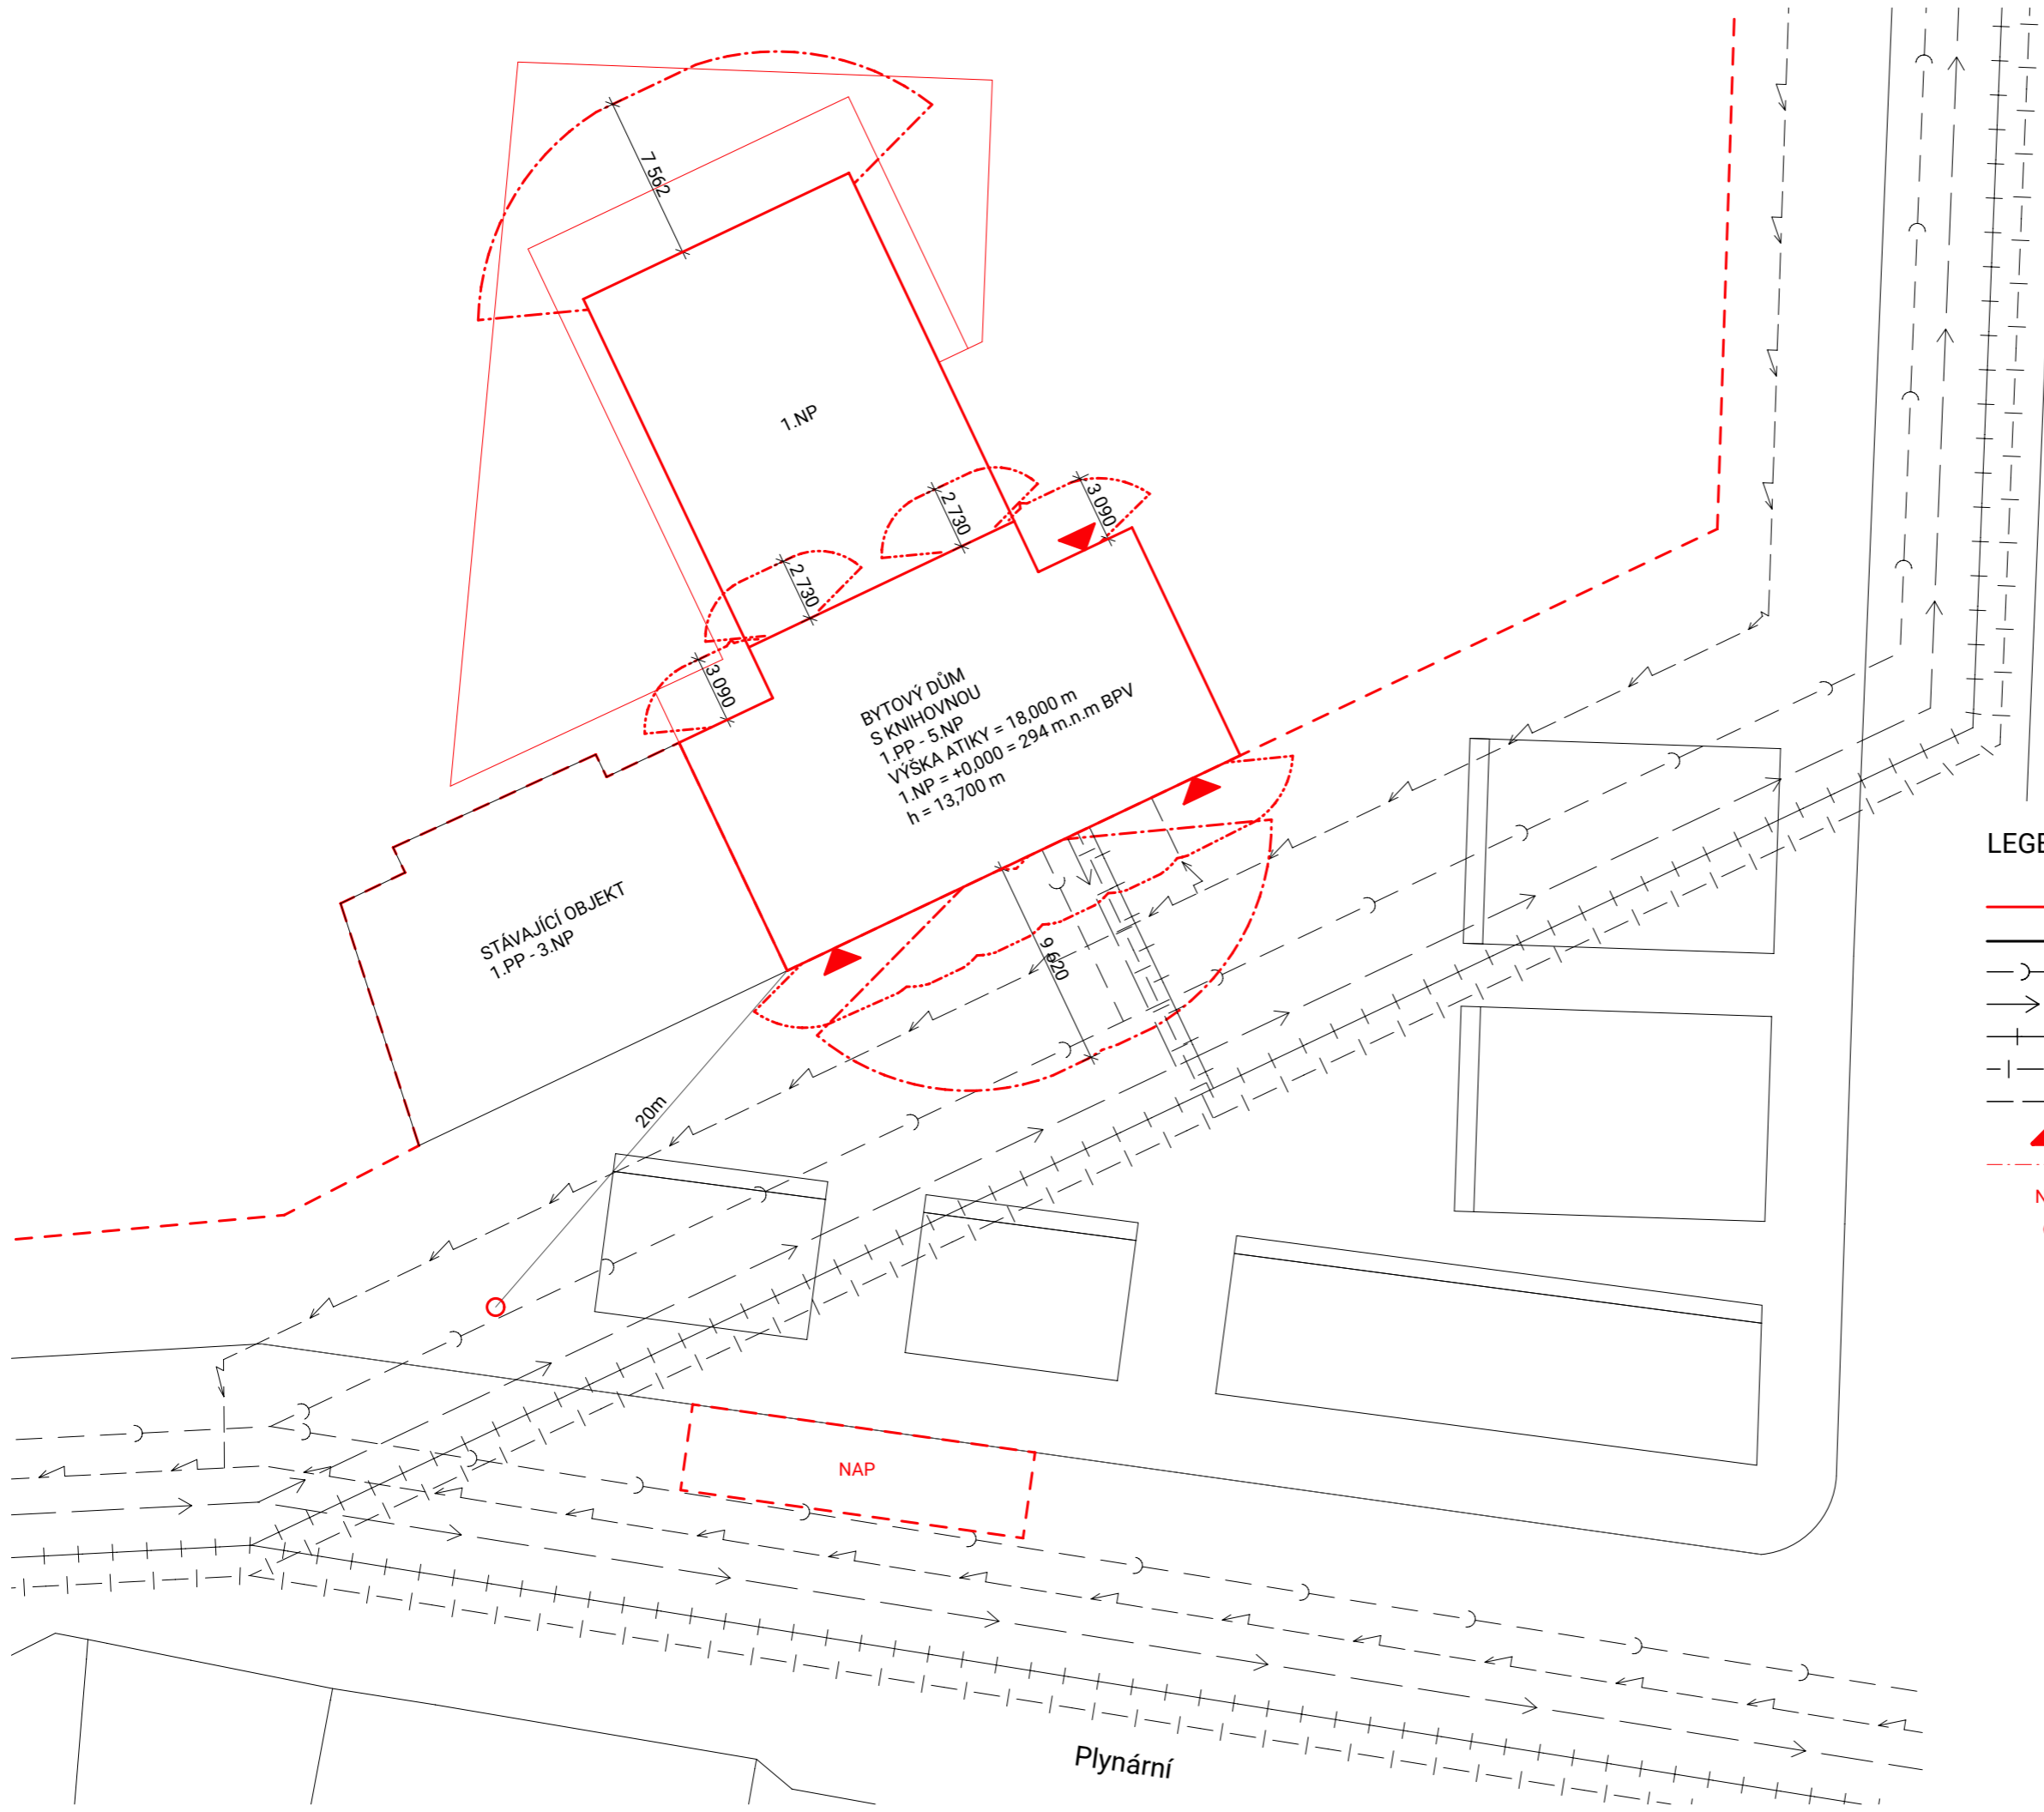 7 562
1.NP
2 730
3 090
2 730
3 090
BYTOVÝ DŮM
S KNIHOVNOU
1.PP - 5.NP
VÝŠKA ATIKY = 18,000 m
1.NP = +0,000 = 294 m.n.m BPV
h = 13,700 m
LEGE
STÁVAJÍCÍ OBJEKT
1.PP - 3.NP
9 620
20m
NAP
Plynární